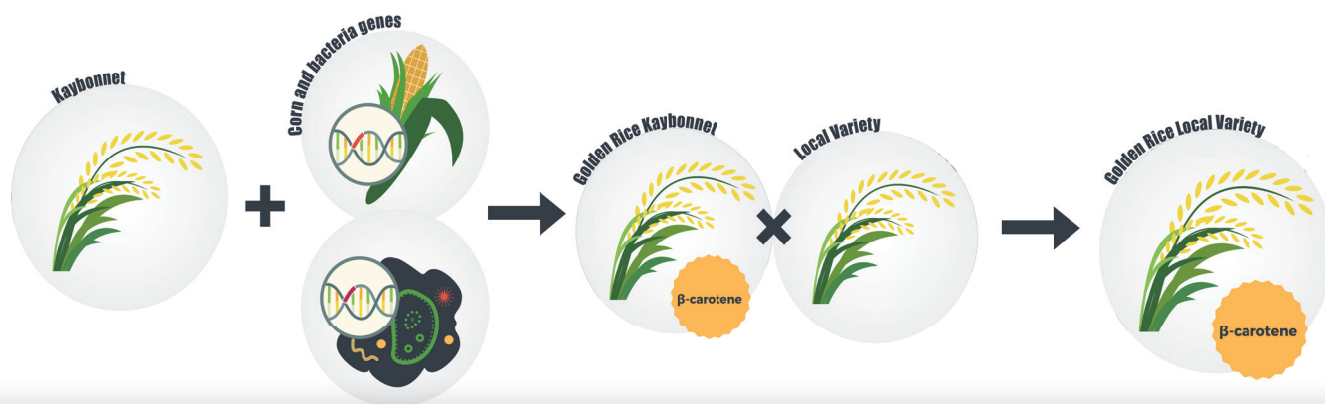 Kaybonnet
Corn and bacteria genes
Golden Rice Kaybonnet
β-carotene
Local Variety
Golden Rice Local Variety
β-carotene